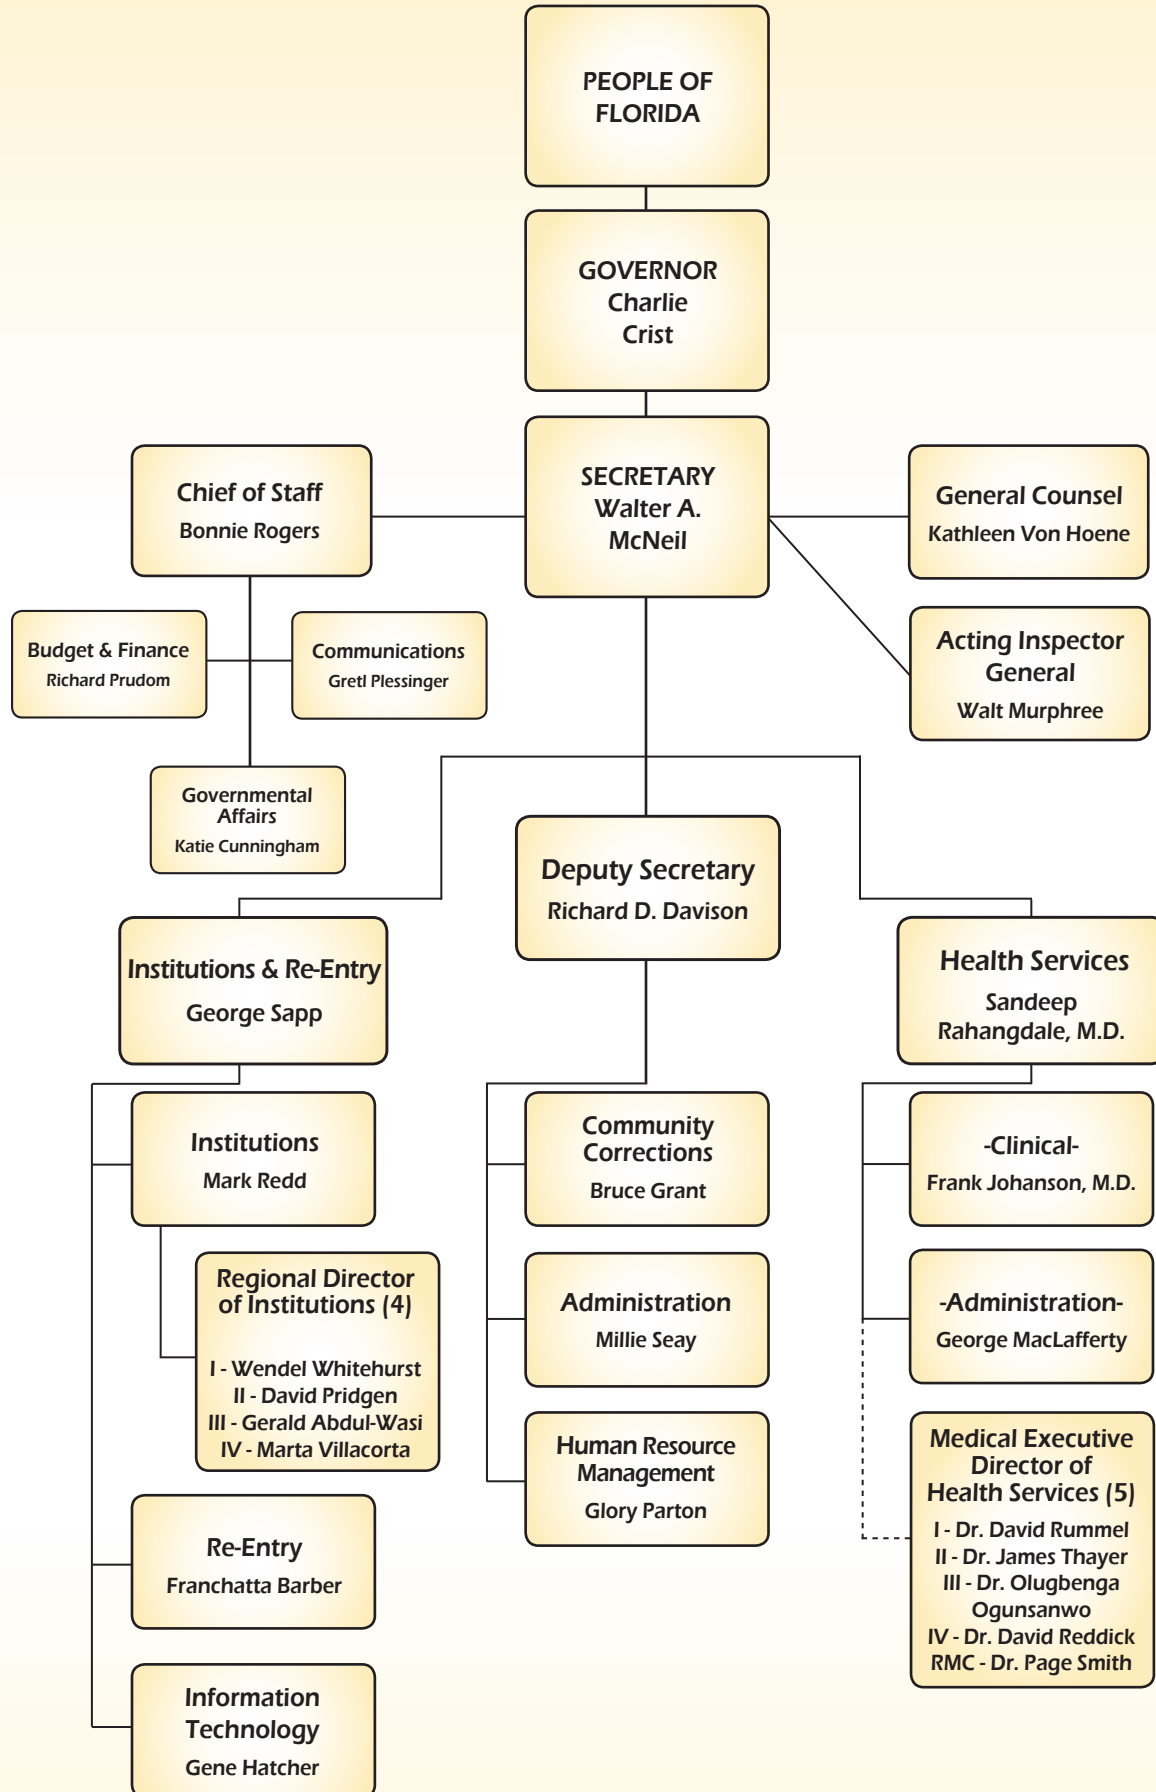 PEOPLE OF
FLORIDA
GOVERNOR
Charlie
Crist
SECRETARY
Walter A.
McNeil
Chief of Staff
Bonnie Rogers
General Counsel
Kathleen Von Hoene
Budget & Finance
Richard Prudom
Communications
Gretl Plessinger
Acting Inspector
General
Walt Murphree
Governmental
Affairs
Katie Cunningham
Deputy Secretary
Richard D. Davison
Institutions & Re-Entry
George Sapp
Health Services
Sandeep
Rahangdale, M.D.
Institutions
Mark Redd
Regional Director
of Institutions (4)
I - Wendel Whitehurst
II - David Pridgen
III - Gerald Abdul-Wasi
IV - Marta Villacorta
Re-Entry
Franchatta Barber
Information
Technology
Gene Hatcher
Community
Corrections
Bruce Grant
Administration
Millie Seay
Human Resource
Management
Glory Parton
-Clinical-
Frank Johanson, M.D.
-Administration-
George MacLafferty
Medical Executive
Director of
Health Services (5)
I - Dr. David Rummel
II - Dr. James Thayer
III - Dr. Olugbenga
Ogunsanwo
IV - Dr. David Reddick
RMC - Dr. Page Smith